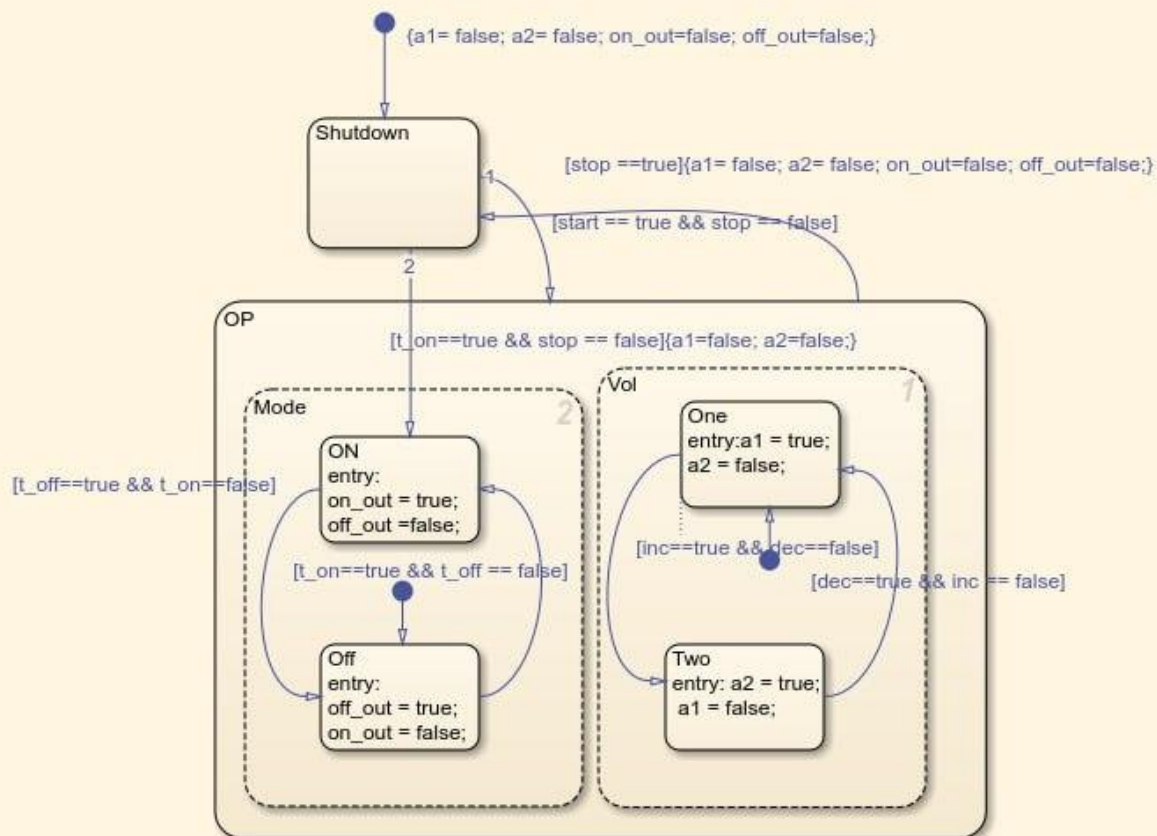 {a1= false; a2= false; on_out=false; off_out=false;}
Shutdown
[stop ==true]{a1= false; a2= false; on_out=false; off_out=false;}
1
[start == true && stop == false]
2
OP
[t_on==true && stop == false]{a1=false; a2=false;}
Mode
2
Vol
1
One
entry:a1 = true;
a2 = false;
ON
entry:
on_out = true;
off_out =false;
[t_off==true && t_on==false]
[inc==true && dec==false]
[t_on==true && t_off == false]
[dec==true && inc == false]
Off
entry:
off_out = true;
on_out = false;
Two
entry: a2 = true;
a1 = false;